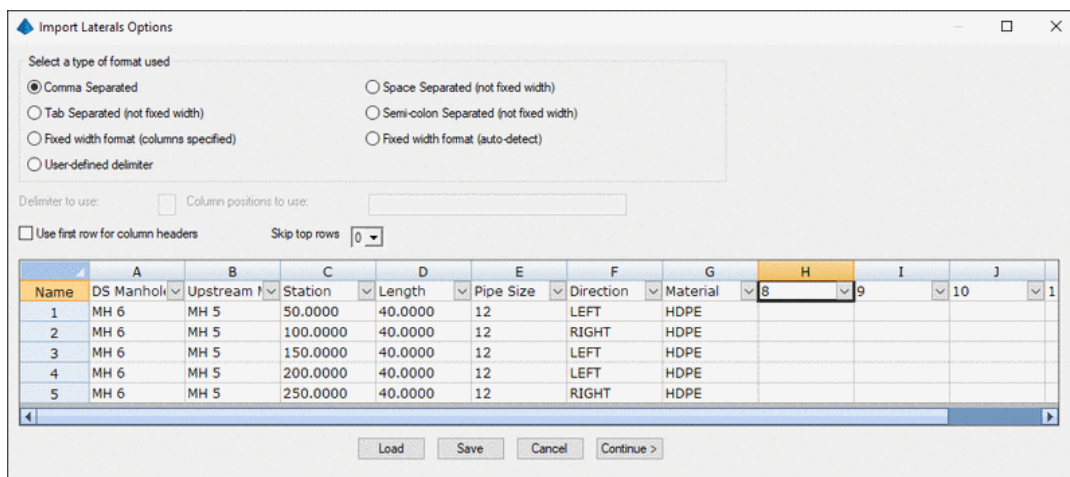 Import Laterals Options
Select a type of format used
Comma Separated
Space Separated (not fixed width)
Tab Separated (not fixed width)
Semi-colon Separated (not fixed width)
Fixed width format (columns specified)
Fixed width format (auto-detect)
User-defined delimiter
Delimiter to use: Column positions to use:
Use first row for column headers Skip top rows 0
A B C D E F G H I J
Name DS Manhol Upstream Station Length Pipe Size Direction Material 8 9 10 1
1 MH 6 MH 5 50.0000 40.0000 12 LEFT HDPE
2 MH 6 MH 5 100.0000 40.0000 12 RIGHT HDPE
3 MH 6 MH 5 150.0000 40.0000 12 LEFT HDPE
4 MH 6 MH 5 200.0000 40.0000 12 LEFT HDPE
5 MH 6 MH 5 250.0000 40.0000 12 RIGHT HDPE
Load Save Cancel Continue >